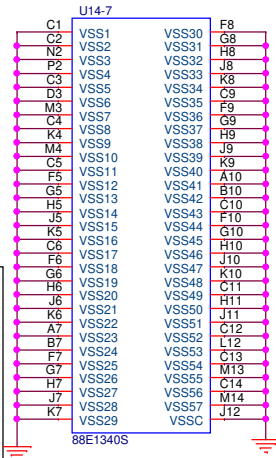 U14-7
C1 VSS1 VSS30 F8
C2 VSS2 VSS31 G8
N2 VSS3 VSS32 H8
P2 VSS4 VSS33 J8
C3 VSS5 VSS34 K8
D3 VSS6 VSS35 C9
M3 VSS7 VSS36 F9
C4 VSS8 VSS37 G9
K4 VSS9 VSS38 H9
M4 VSS10 VSS39 J9
C5 VSS11 VSS40 K9
F5 VSS12 VSS41 A10
G5 VSS13 VSS42 B10
H5 VSS14 VSS43 C10
J5 VSS15 VSS44 F10
K5 VSS16 VSS45 G10
C6 VSS17 VSS46 H10
F6 VSS18 VSS47 J10
G6 VSS19 VSS48 K10
H6 VSS20 VSS49 C11
J6 VSS21 VSS50 H11
K6 VSS22 VSS51 J11
A7 VSS23 VSS52 C12
B7 VSS24 VSS53 L12
F7 VSS25 VSS54 C13
G7 VSS26 VSS55 M13
H7 VSS27 VSS56 C14
J7 VSS28 VSS57 M14
K7 VSS29 VSSC J12
88E1340S